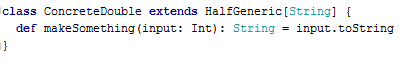 class ConcreteDouble extends HalfGeneric[String] {
  def makeSomething(input: Int): String = input.toString
}